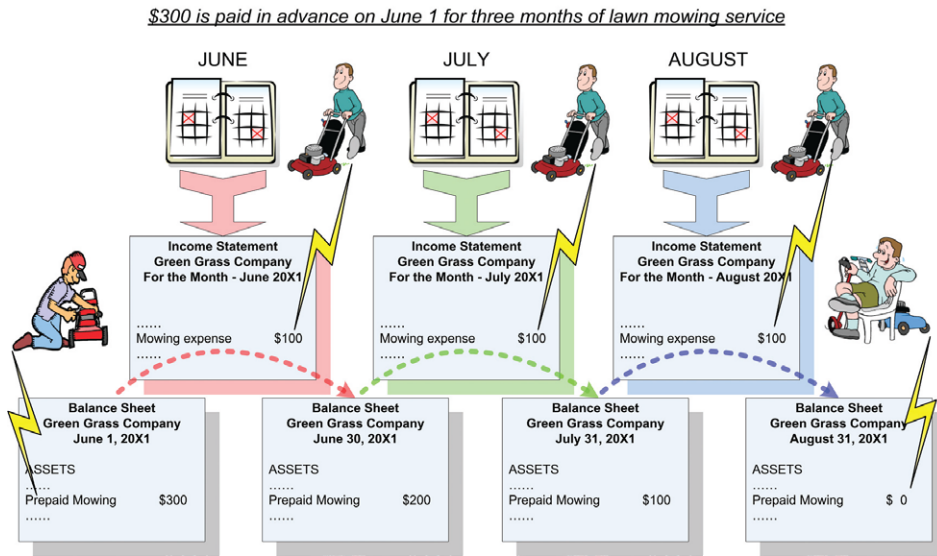 $300 is paid in advance on June 1 for three months of lawn mowing service
JUNE
JULY
AUGUST
Income Statement
Green Grass Company
For the Month - June 20X1
......
Mowing expense $100
......
Income Statement
Green Grass Company
For the Month - July 20X1
......
Mowing expense $100
......
Income Statement
Green Grass Company
For the Month - August 20X1
......
Mowing expense $100
......
Balance Sheet
Green Grass Company
June 1, 20X1
ASSETS
......
Prepaid Mowing $300
......
Balance Sheet
Green Grass Company
June 30, 20X1
ASSETS
......
Prepaid Mowing $200
......
Balance Sheet
Green Grass Company
July 31, 20X1
ASSETS
......
Prepaid Mowing $100
......
Balance Sheet
Green Grass Company
August 31, 20X1
ASSETS
......
Prepaid Mowing $ 0
......